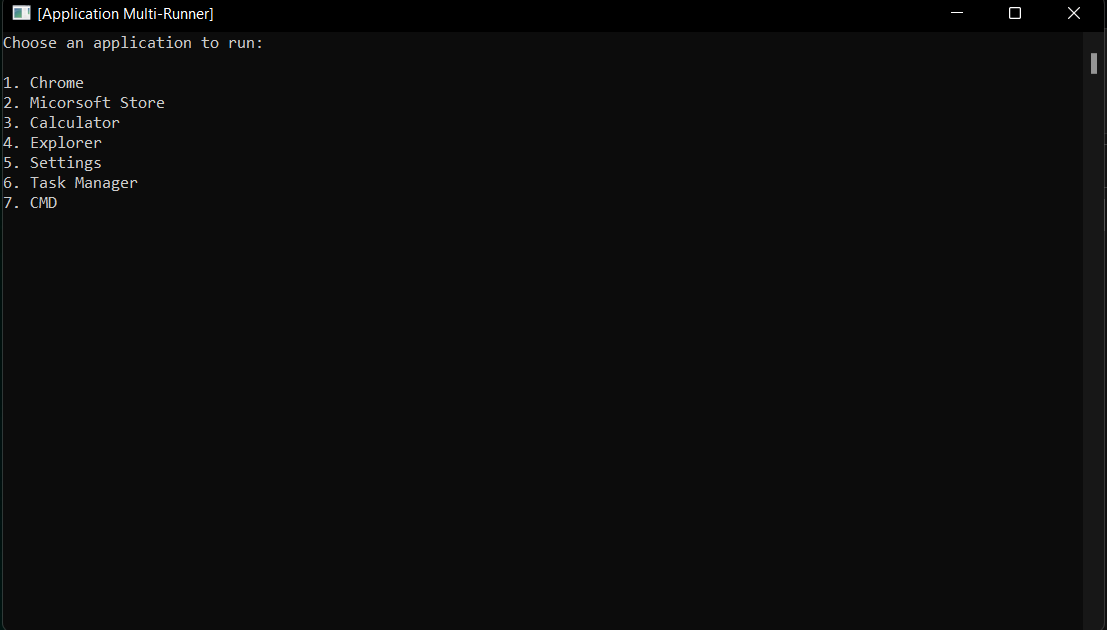 [Application Multi-Runner]
Choose an application to run:
1. Chrome
2. Micorsoft Store
3. Calculator
4. Explorer
5. Settings
6. Task Manager
7. CMD